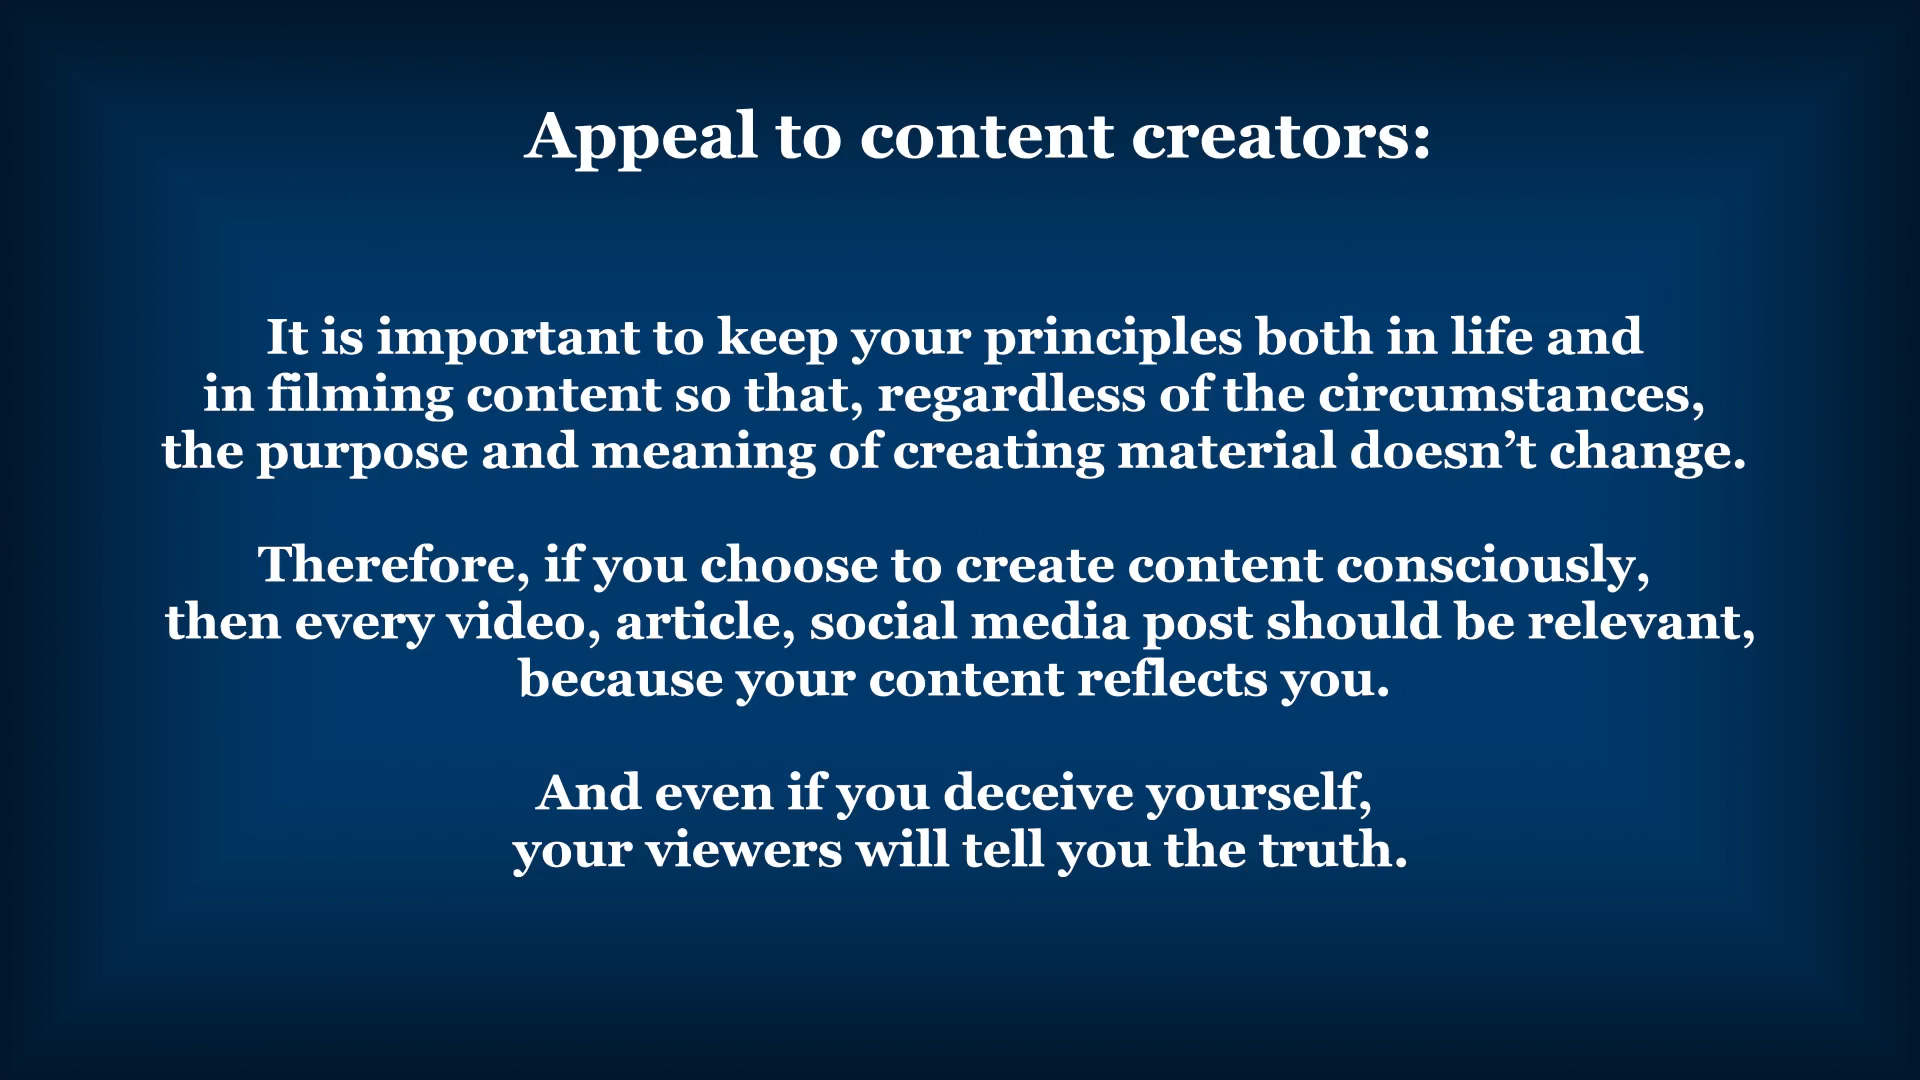 Appeal to content creators:
It is important to keep your principles both in life and
in filming content so that, regardless of the circumstances,
the purpose and meaning of creating material doesn’t change.
Therefore, if you choose to create content consciously,
then every video, article, social media post should be relevant,
because your content reflects you.
And even if you deceive yourself,
your viewers will tell you the truth.